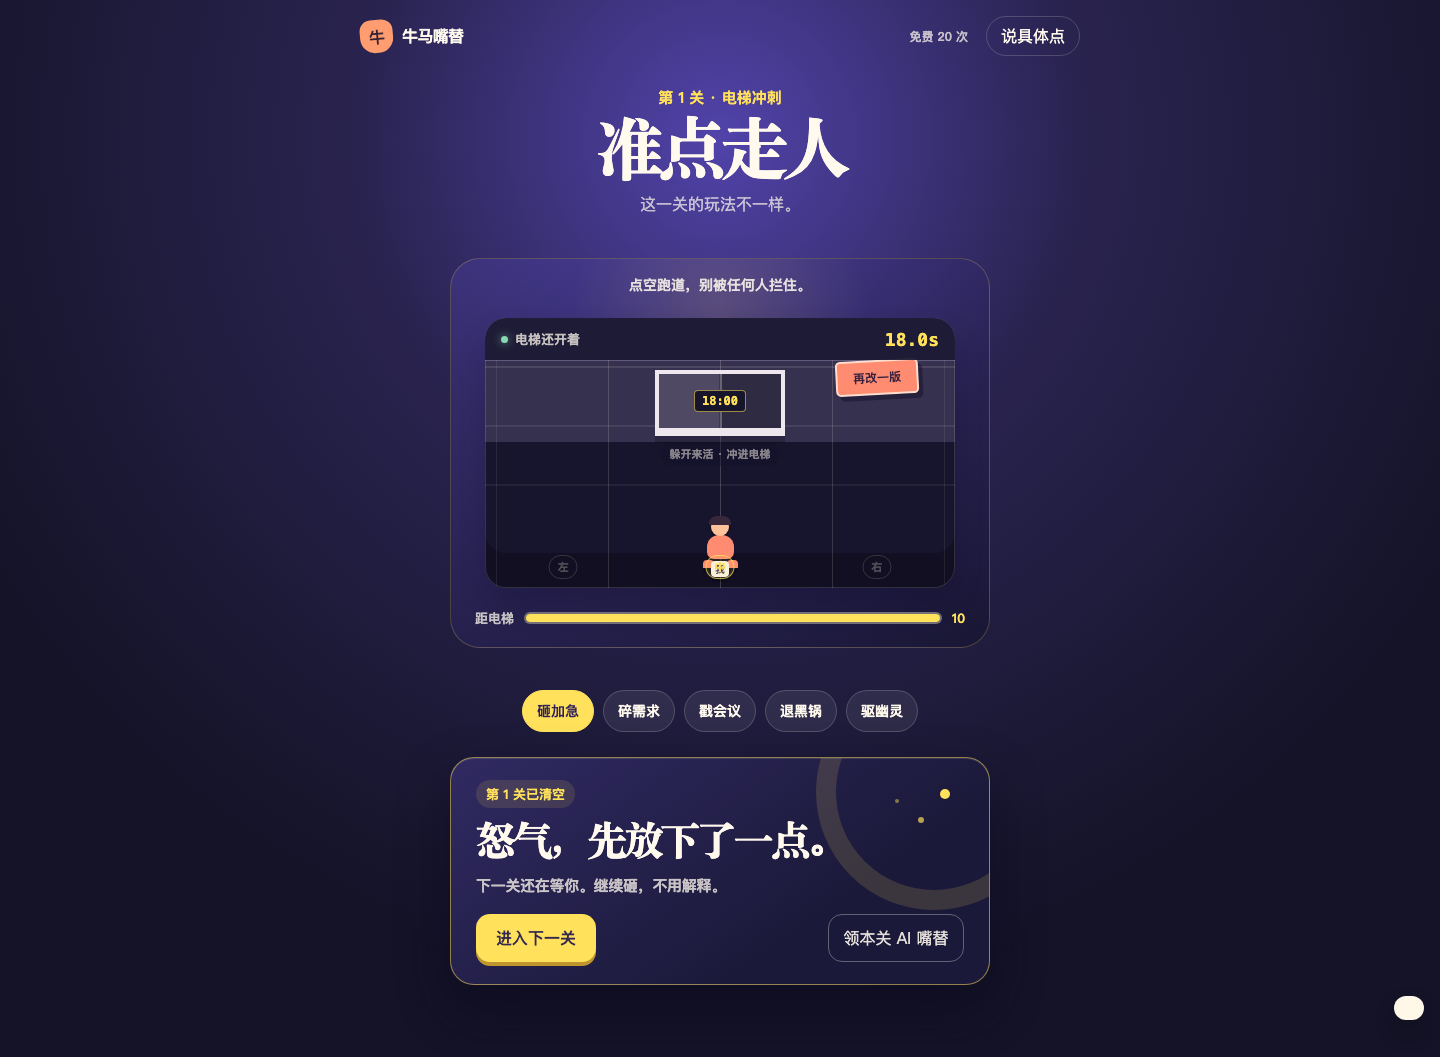 牛 牛马嘴替
免费 20 次
说具体点
第 1 关 · 电梯冲刺
准点走人
这一关的玩法不一样。
点空跑道，别被任何人拦住。
电梯还开着
18.0s
再改一版
18:00
躲开来活 · 冲进电梯
左
右
距电梯
10
砸加急
碎需求
戳会议
退黑锅
驱幽灵
第 1 关已清空
怒气，先放下了一点。
下一关还在等你。继续砸，不用解释。
进入下一关
领本关 AI 嘴替